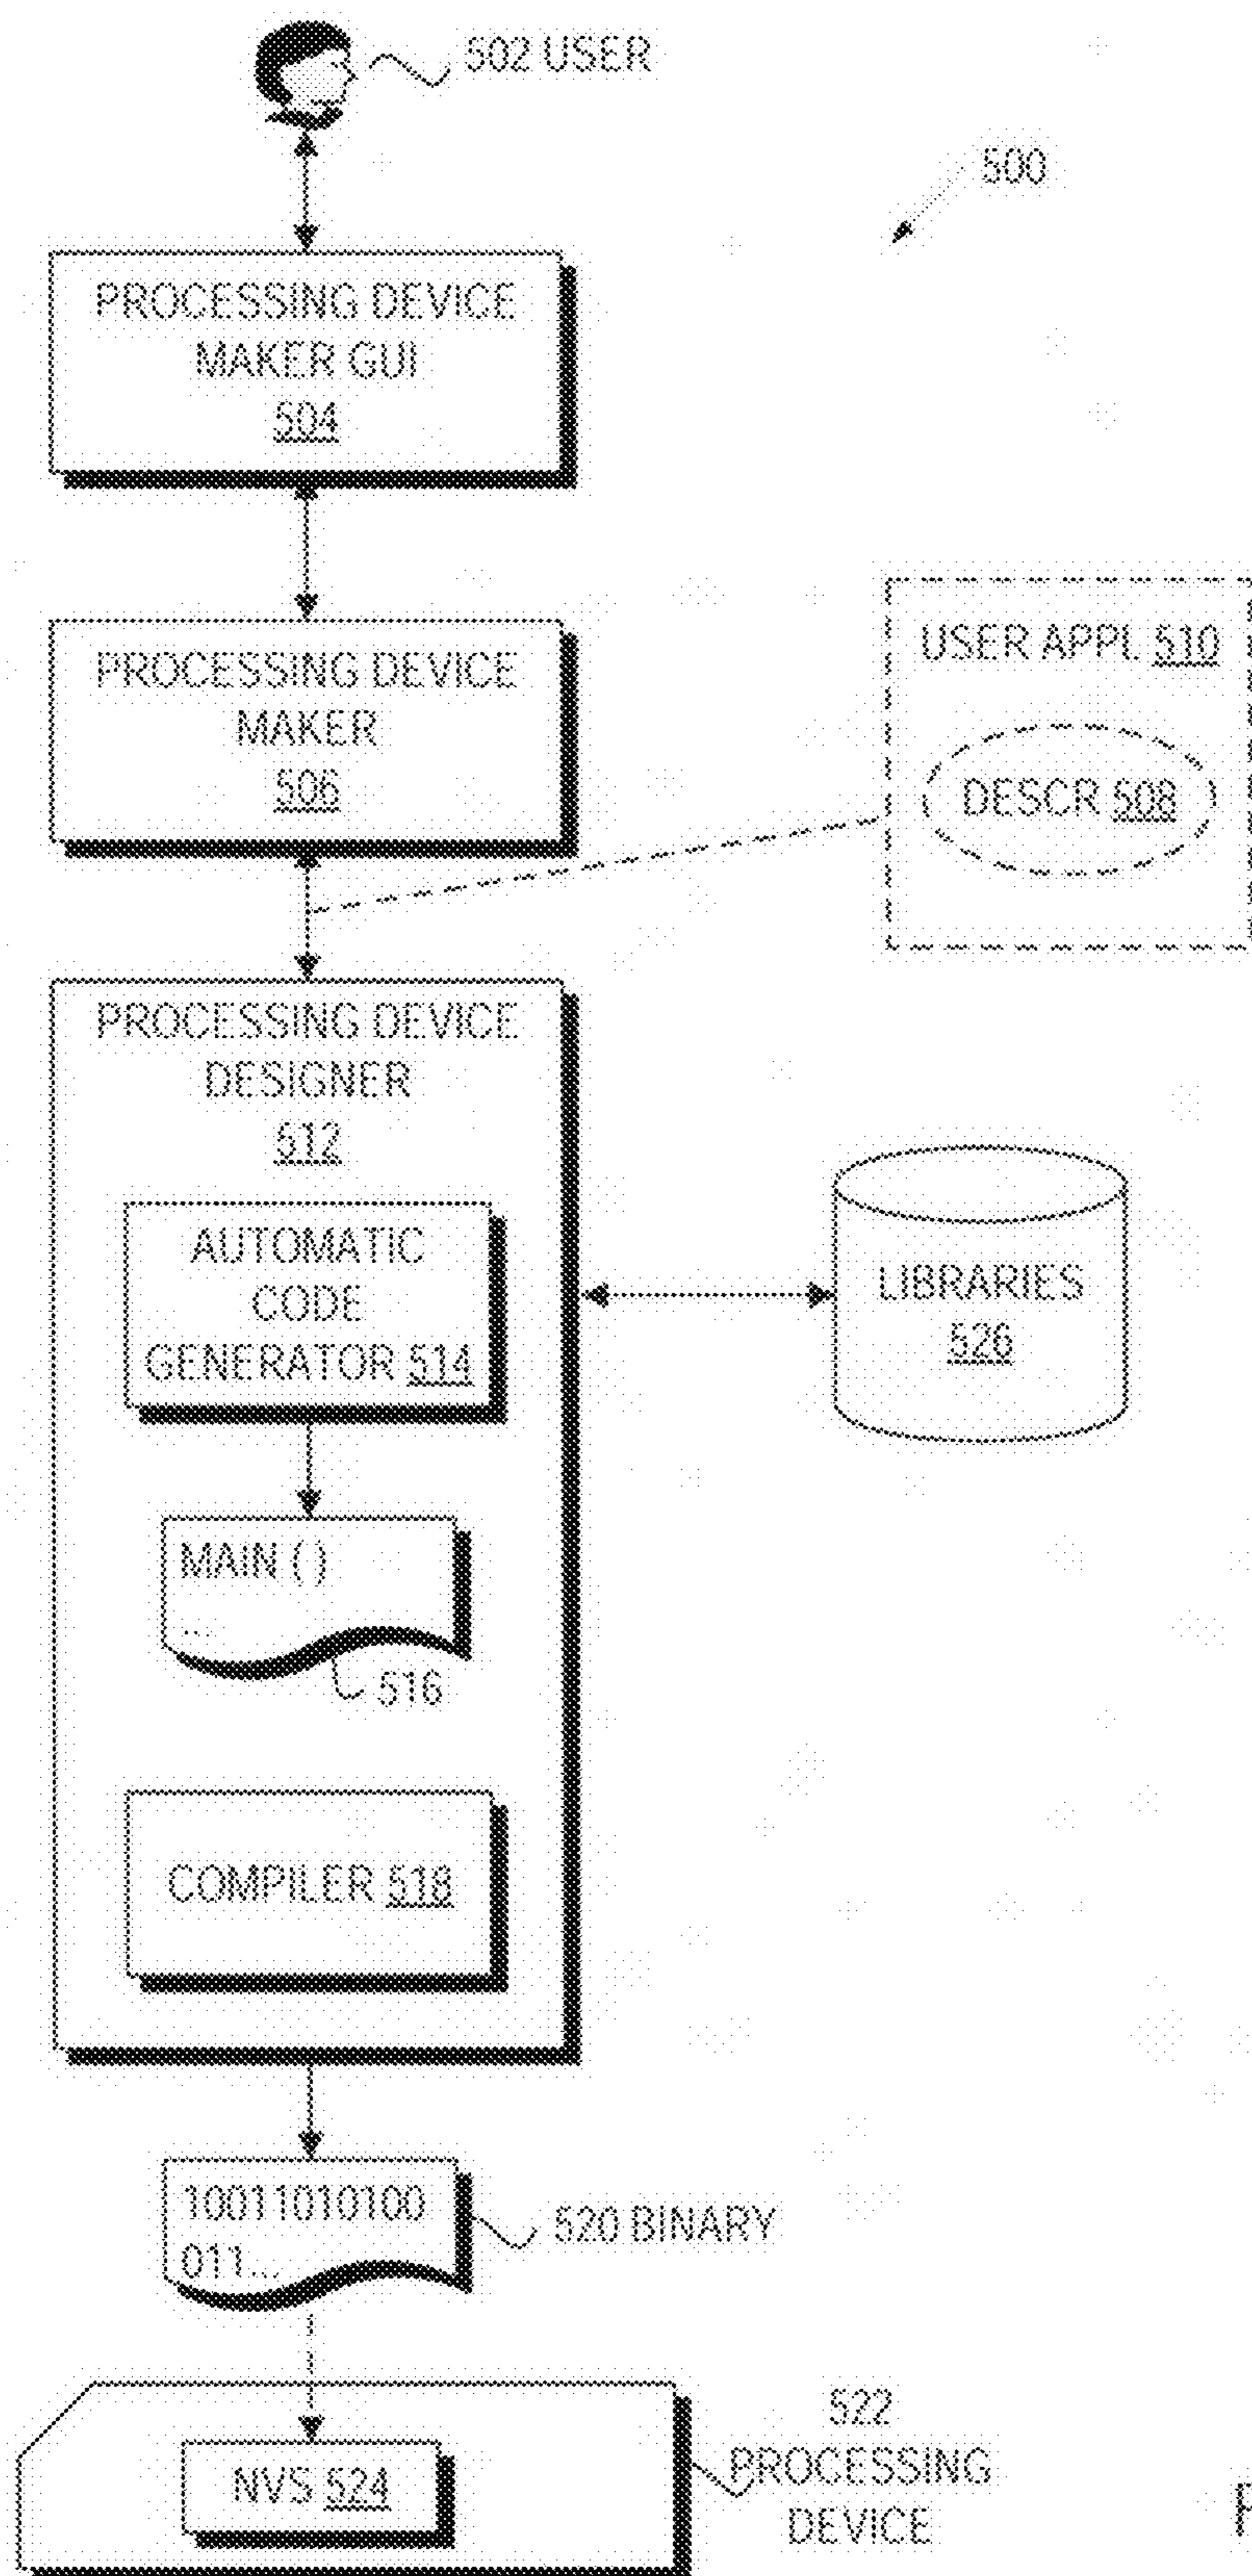 502 USER
500
PROCESSING DEVICE
MAKER GUI
504
PROCESSING DEVICE
MAKER
506
USER APPL 510
DESCR 508
PROCESSING DEVICE
DESIGNER
512
AUTOMATIC
CODE
GENERATOR 514
LIBRARIES
526
MAIN ( )
...
516
COMPILER 518
10011010100
011...
520 BINARY
NVS 524
522
PROCESSING
DEVICE